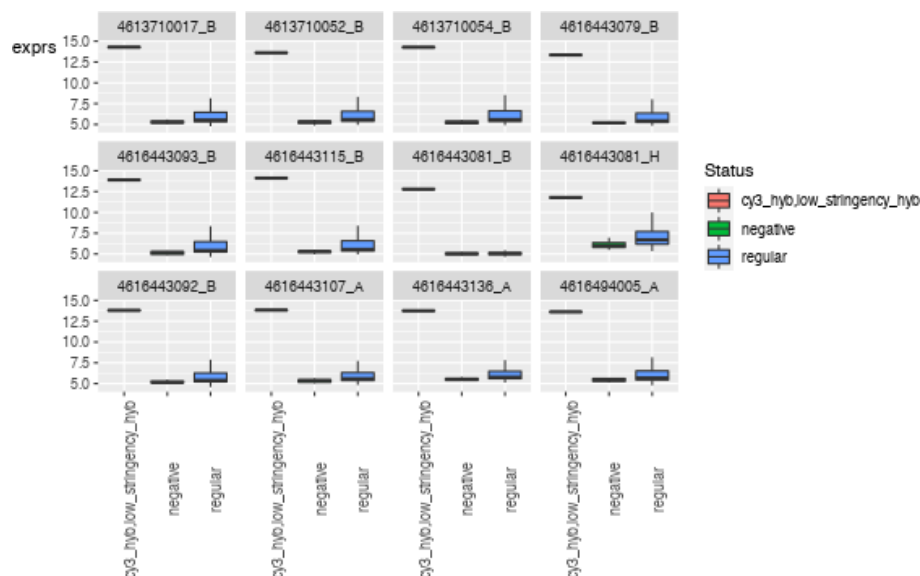 exprs
4613710017_B 4613710052_B 4613710054_B 4616443079_B
15.0
12.5
10.0
7.5
5.0
4616443093_B 4616443115_B 4616443081_B 4616443081_H
15.0
12.5
10.0
7.5
5.0
4616443092_B 4616443107_A 4616443136_A 4616494005_A
15.0
12.5
10.0
7.5
5.0
cy3_hyb,low_stringency_hyb
negative
regular
cy3_hyb,low_stringency_hyb
negative
regular
cy3_hyb,low_stringency_hyb
negative
regular
cy3_hyb,low_stringency_hyb
negative
regular
Status
cy3_hyb,low_stringency_hyb
negative
regular